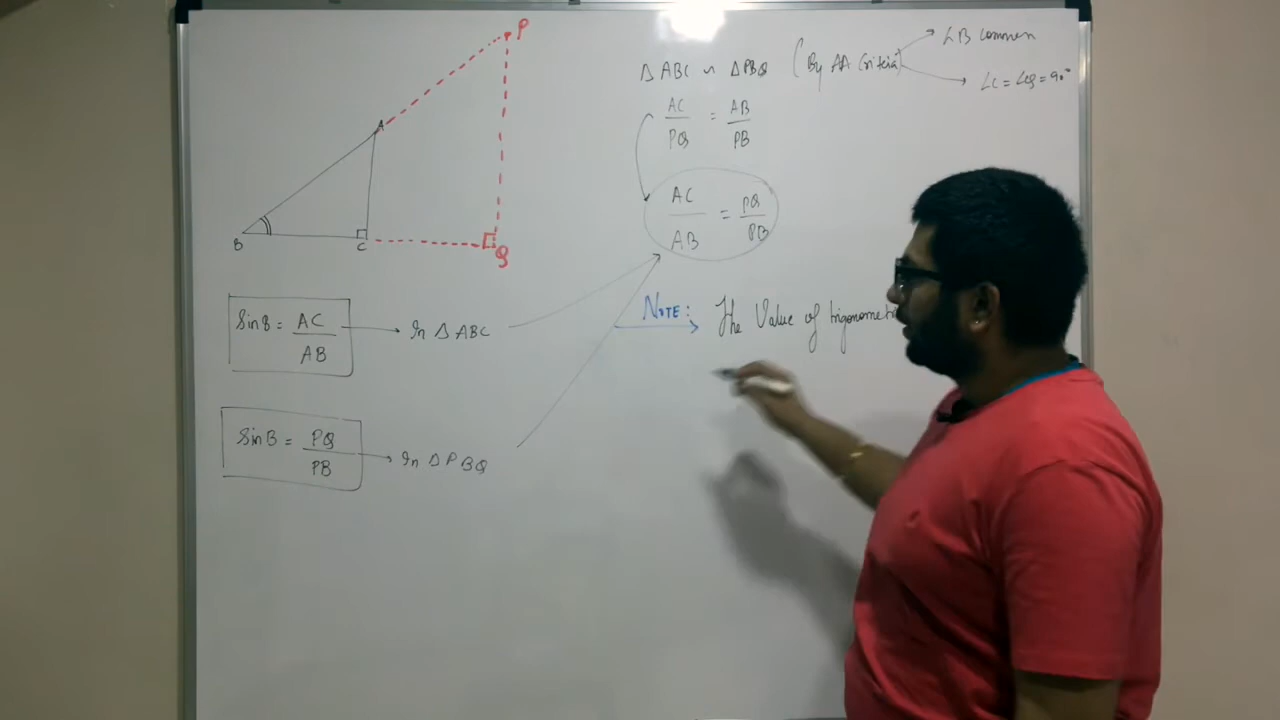 P
A
B
C
Q
Sin B = AC / AB → In Δ ABC
Sin B = PQ / PB → In Δ PBQ
Δ ABC ~ Δ PBQ (By AA Criteria)
∠B common
∠C = ∠Q = 90°
AC / PQ = AB / PB
AC / AB = PQ / PB
NOTE: The Value of